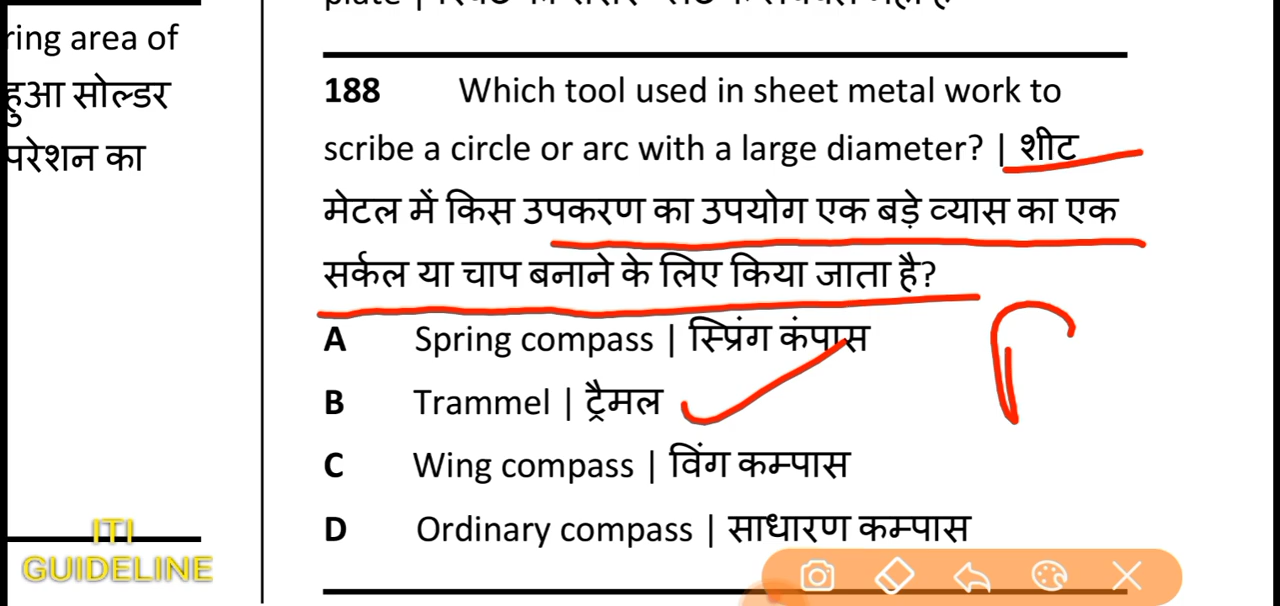 plate |
ring area of
हुआ सोल्डर
परेशन का
188 Which tool used in sheet metal work to
scribe a circle or arc with a large diameter? | शीट
मेटल में किस उपकरण का उपयोग एक बड़े व्यास का एक
सर्कल या चाप बनाने के लिए किया जाता है?
A Spring compass | स्प्रिंग कंपास
B Trammel | ट्रैमल
C Wing compass | विंग कम्पास
D Ordinary compass | साधारण कम्पास
ITI
GUIDELINE